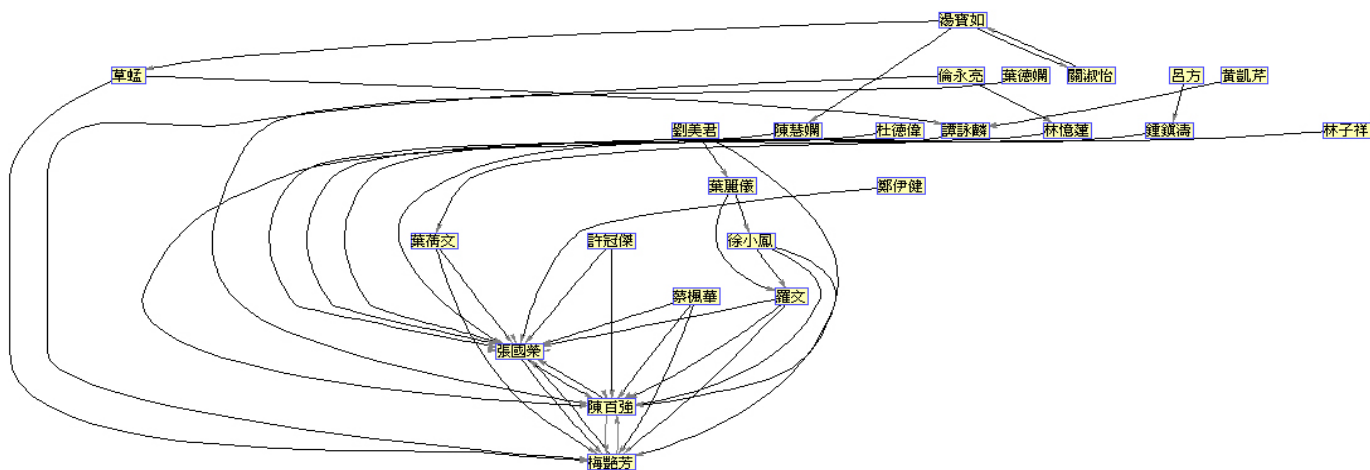 湯寶如
草蜢
倫永亮
葉德嫻
關淑怡
呂方
黃凱芹
劉美君
陳慧嫻
杜德偉
譚詠麟
林憶蓮
鍾鎮濤
林子祥
葉麗儀
鄭伊健
葉蒨文
許冠傑
徐小鳳
蔡楓華
羅文
張國榮
陳百強
梅艷芳